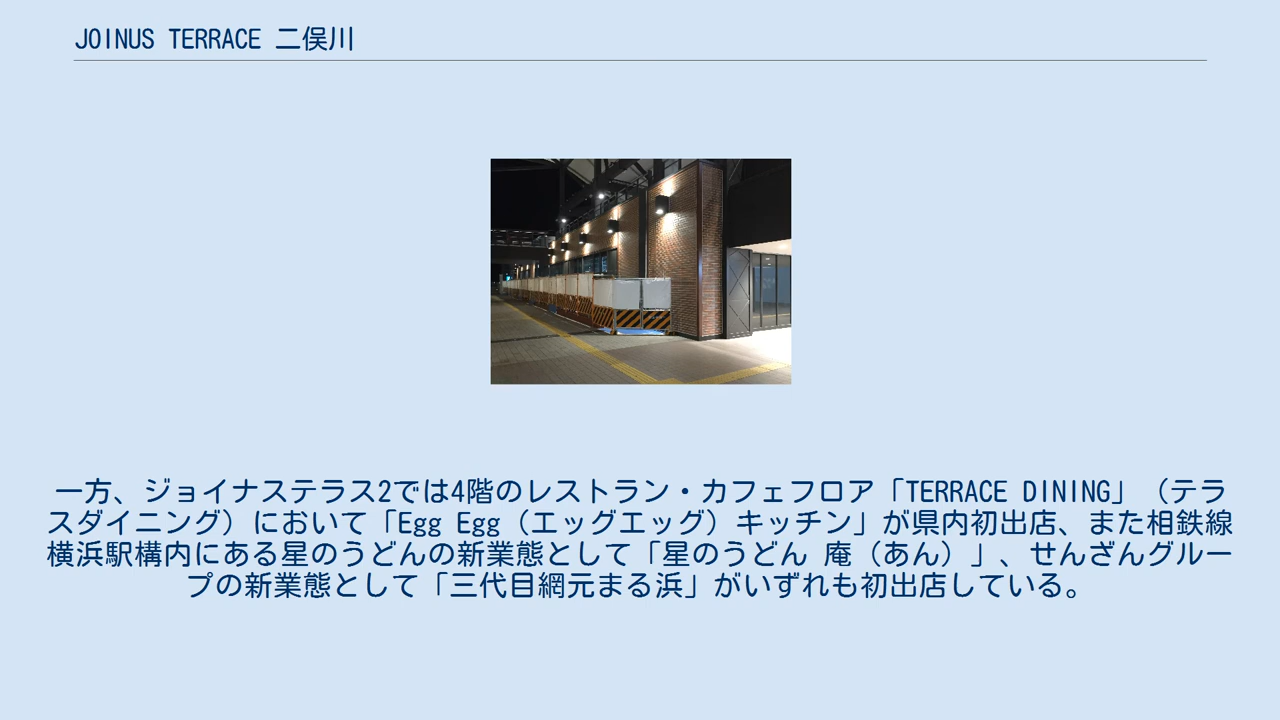 JOINUS TERRACE 二俣川
一方、ジョイナステラス2では4階のレストラン・カフェフロア「TERRACE DINING」（テラ
スダイニング）において「Egg Egg（エッグエッグ）キッチン」が県内初出店、また相鉄線
横浜駅構内にある星のうどんの新業態として「星のうどん 庵（あん）」、せんざんグルー
プの新業態として「三代目網元まる浜」がいずれも初出店している。